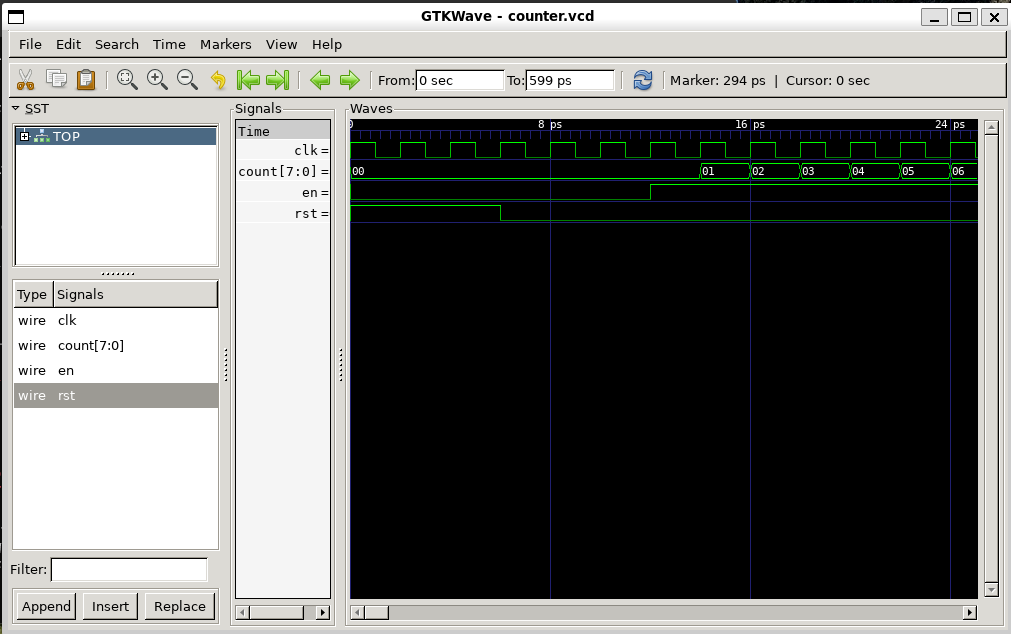 GTKWave - counter.vcd
File Edit Search Time Markers View Help
From: 0 sec To: 599 ps Marker: 294 ps | Cursor: 0 sec
SST
TOP
Type Signals
wire clk
wire count[7:0]
wire en
wire rst
Filter:
Append Insert Replace
Signals
Time
clk =
count[7:0] =
en =
rst =
Waves
0 8 ps 16 ps 24 ps
00 01 02 03 04 05 06